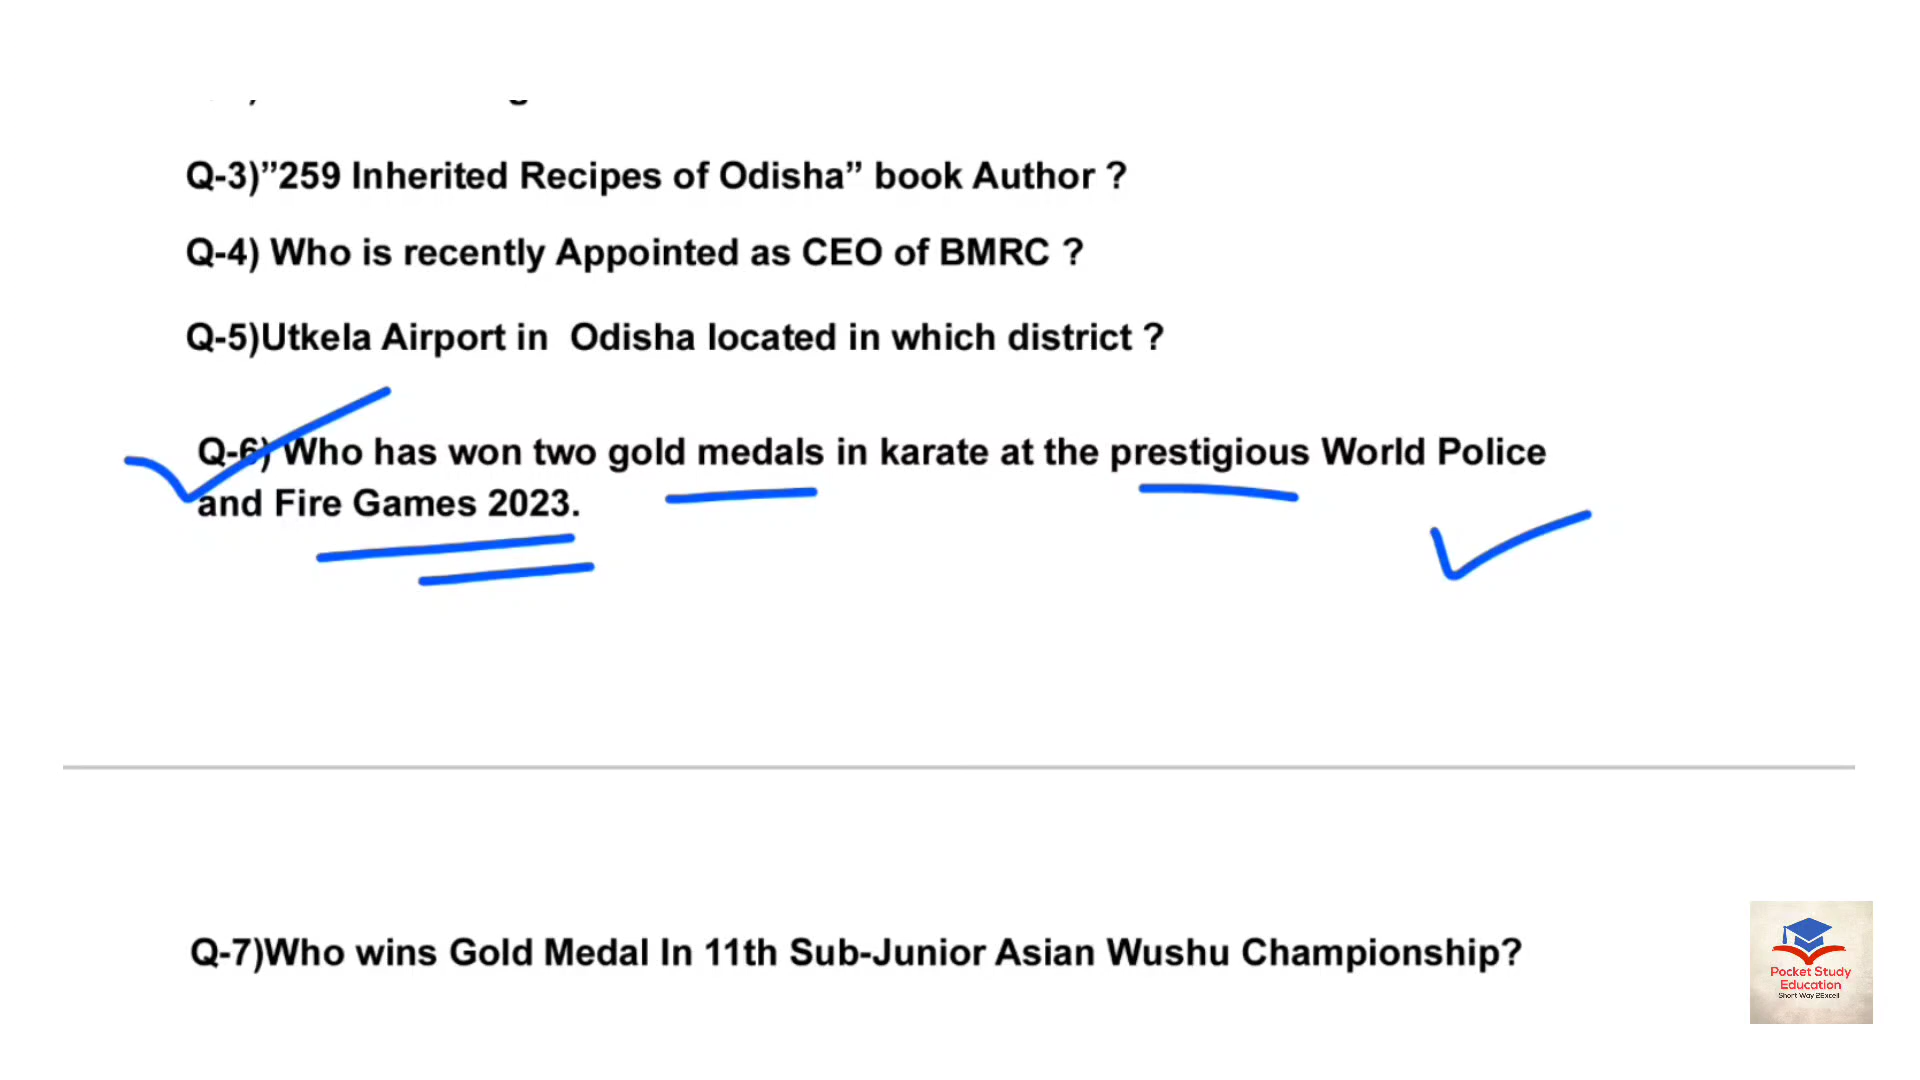 Q-3)”259 Inherited Recipes of Odisha” book Author ?
Q-4) Who is recently Appointed as CEO of BMRC ?
Q-5)Utkela Airport in  Odisha located in which district ?
Q-6) Who has won two gold medals in karate at the prestigious World Police
and Fire Games 2023.
Q-7)Who wins Gold Medal In 11th Sub-Junior Asian Wushu Championship?
Pocket Study
Education
Short Way 2Excell